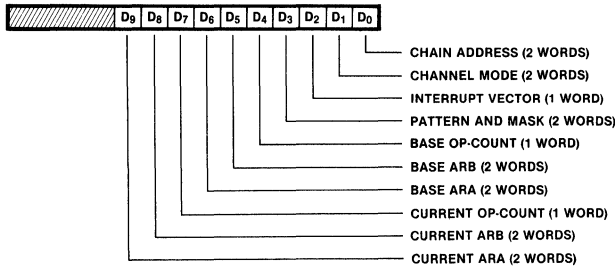 D9 D8 D7 D6 D5 D4 D3 D2 D1 D0
CHAIN ADDRESS (2 WORDS)
CHANNEL MODE (2 WORDS)
INTERRUPT VECTOR (1 WORD)
PATTERN AND MASK (2 WORDS)
BASE OP-COUNT (1 WORD)
BASE ARB (2 WORDS)
BASE ARA (2 WORDS)
CURRENT OP-COUNT (1 WORD)
CURRENT ARB (2 WORDS)
CURRENT ARA (2 WORDS)